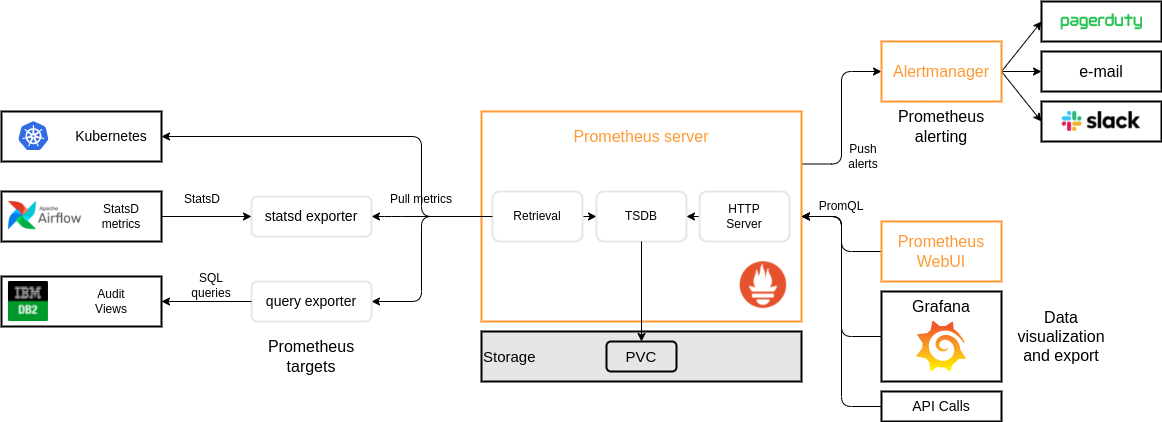 pagerduty
Alertmanager
e-mail
slack
Prometheus
alerting
Kubernetes
Prometheus server
Push
alerts
StatsD
Pull metrics
Apache
Airflow
StatsD
metrics
statsd exporter
Retrieval
TSDB
HTTP
Server
PromQL
Prometheus
WebUI
SQL
queries
IBM
DB2
Audit
Views
query exporter
Grafana
Data
visualization
and export
Prometheus
targets
Storage
PVC
API Calls